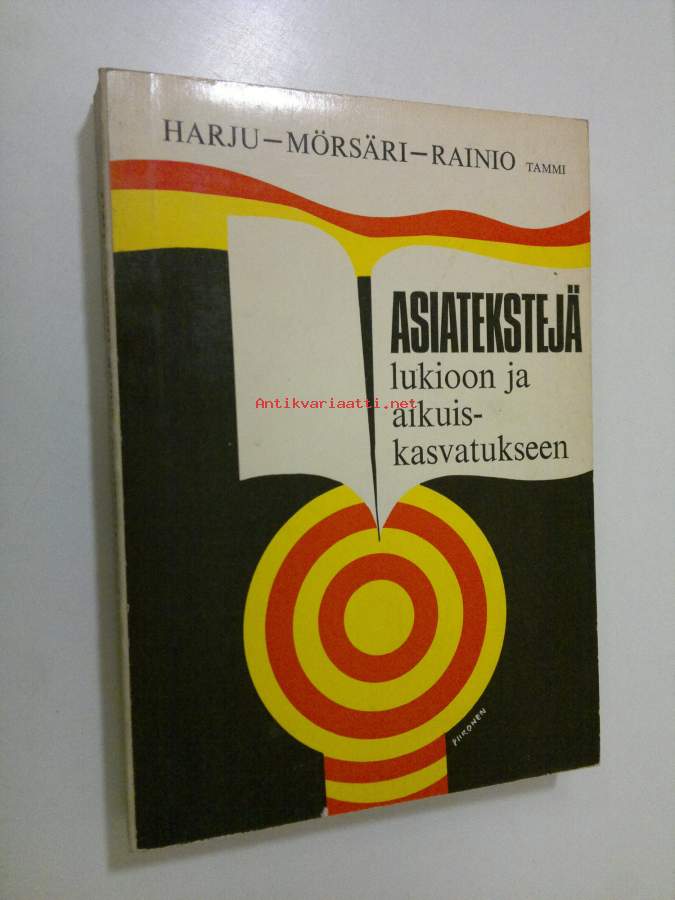 HARJU–MÖRSÄRI–RAINIO TAMMI
ASIATEKSTEJÄ
lukioon ja
aikuis-
kasvatukseen
Antikvariaatti.net
PIIRONEN